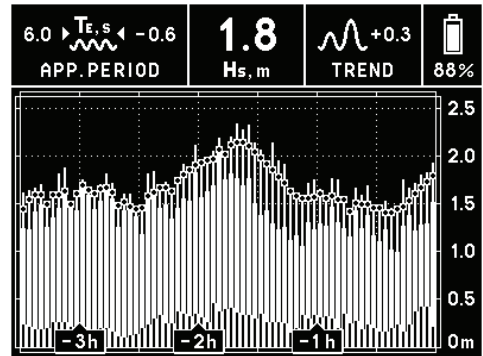 6.0 TE, S -0.6
APP.PERIOD
1.8
Hs, m
+0.3
TREND
88%
2.5
2.0
1.5
1.0
0.5
0m
-3h -2h -1h